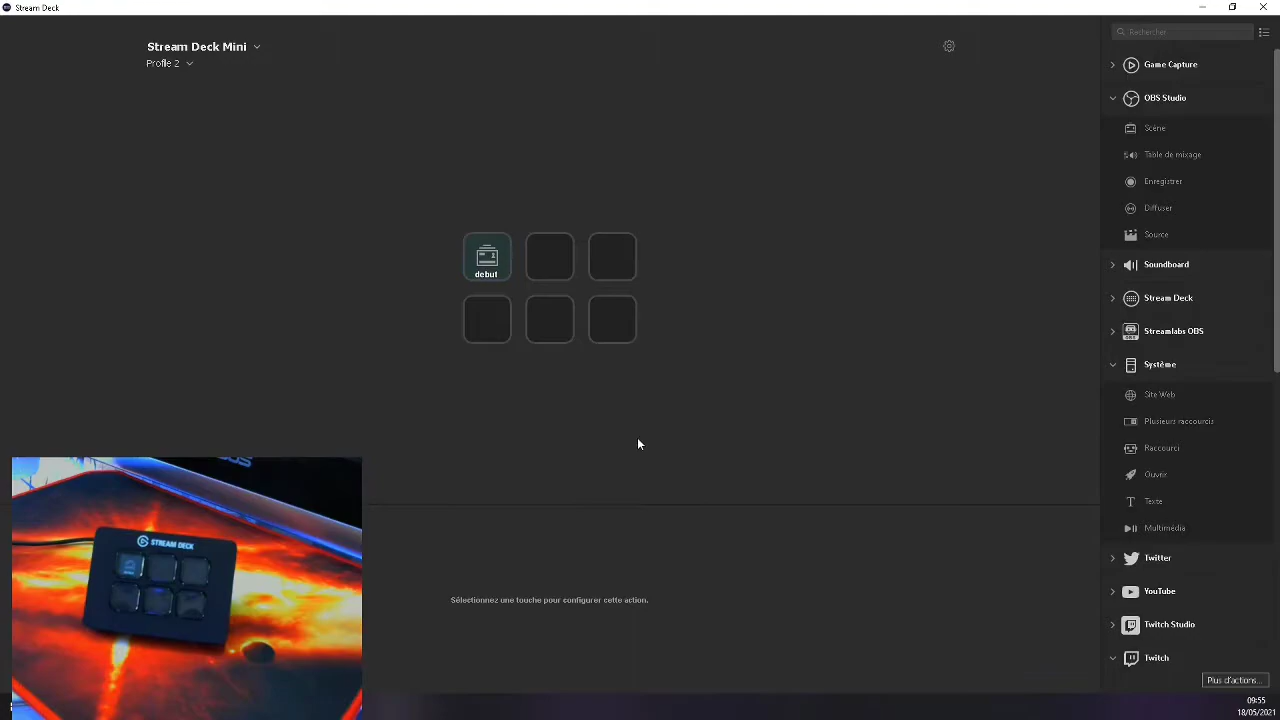 Stream Deck
Stream Deck Mini
Profile 2
debut
Sélectionnez une touche pour configurer cette action.
Rechercher
Game Capture
OBS Studio
Scène
Table de mixage
Enregistrer
Diffuser
Source
Soundboard
Stream Deck
Streamlabs OBS
Système
Site Web
Plusieurs raccourcis
Raccourci
Ouvrir
Texte
Multimédia
Twitter
YouTube
Twitch Studio
Twitch
Plus d'actions...
STREAM DECK
09:55
18/05/2021